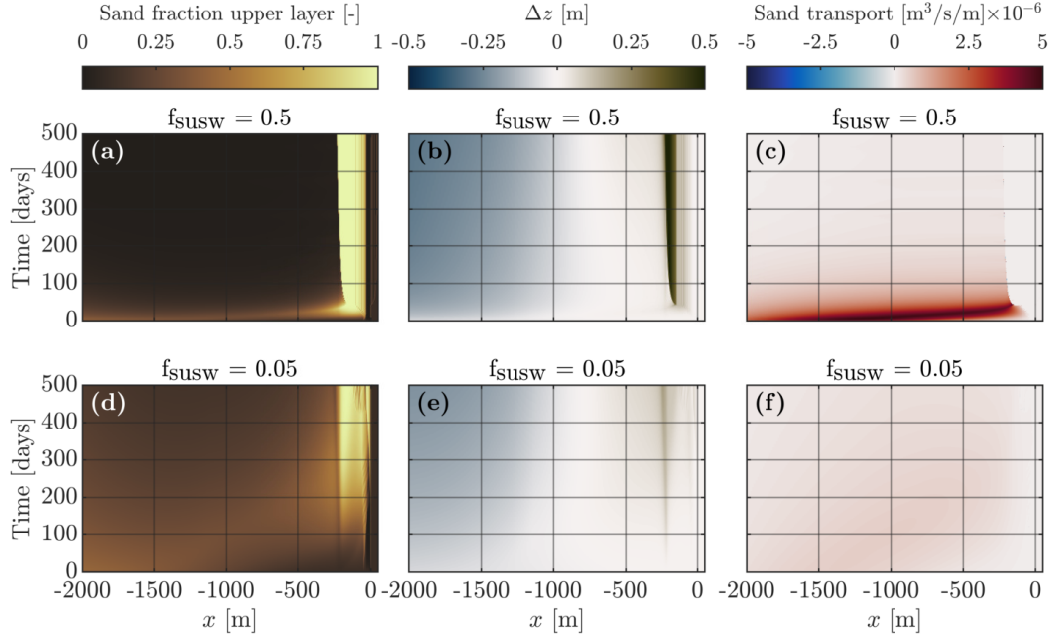 Sand fraction upper layer [-]
0 0.25 0.5 0.75 1
Δz [m]
-0.5 -0.25 0 0.25 0.5
Sand transport [m³/s/m]×10⁻⁶
-5 -2.5 0 2.5 5
f_susw = 0.5
f_susw = 0.5
f_susw = 0.5
(a)
(b)
(c)
Time [days]
500
400
300
200
100
0
f_susw = 0.05
f_susw = 0.05
f_susw = 0.05
(d)
(e)
(f)
Time [days]
500
400
300
200
100
0
-2000 -1500 -1000 -500 0
-2000 -1500 -1000 -500 0
-2000 -1500 -1000 -500 0
x [m]
x [m]
x [m]